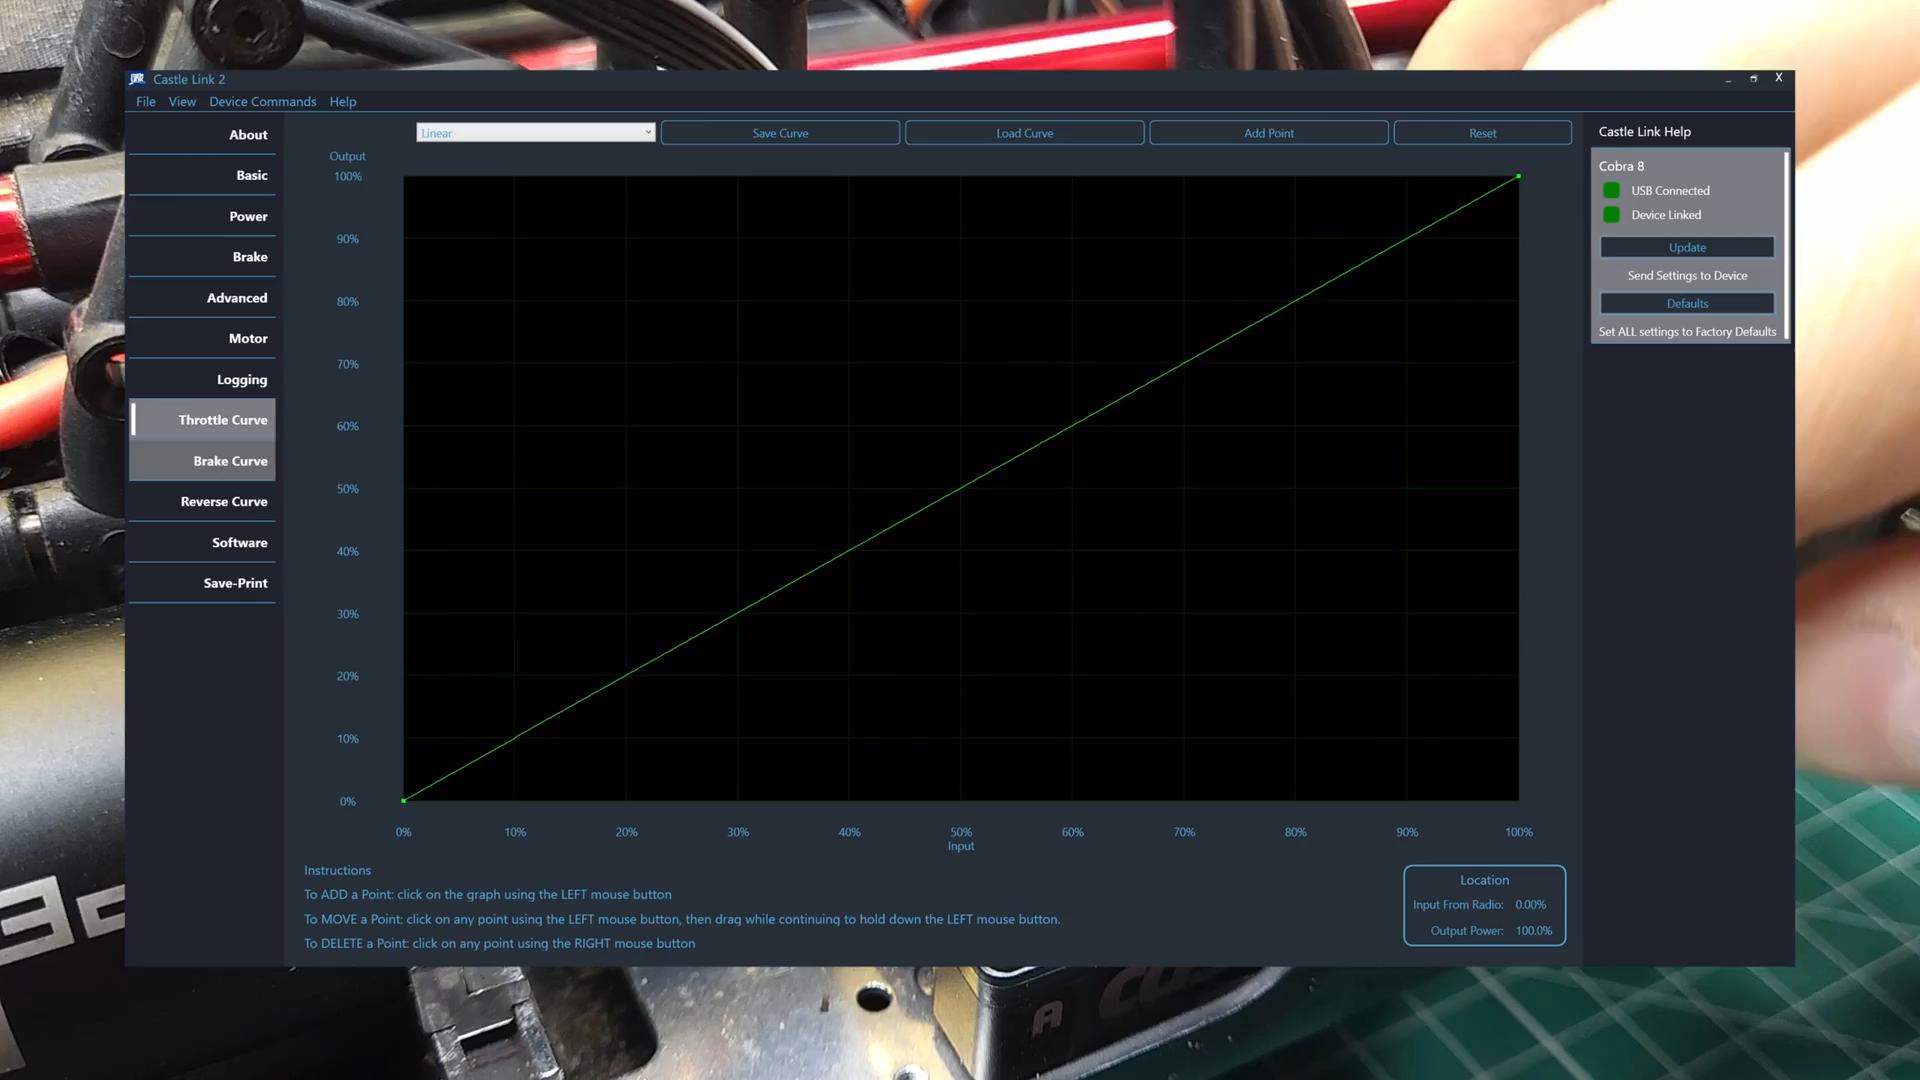 Castle Link 2
File View Device Commands Help
About
Basic
Power
Brake
Advanced
Motor
Logging
Throttle Curve
Brake Curve
Reverse Curve
Software
Save-Print
Linear
Save Curve
Load Curve
Add Point
Reset
Output
100%
90%
80%
70%
60%
50%
40%
30%
20%
10%
0%
0% 10% 20% 30% 40% 50% 60% 70% 80% 90% 100%
Input
Instructions
To ADD a Point: click on the graph using the LEFT mouse button
To MOVE a Point: click on any point using the LEFT mouse button, then drag while continuing to hold down the LEFT mouse button.
To DELETE a Point: click on any point using the RIGHT mouse button
Location
Input From Radio: 0.00%
Output Power: 100.0%
Castle Link Help
Cobra 8
USB Connected
Device Linked
Update
Send Settings to Device
Defaults
Set ALL settings to Factory Defaults